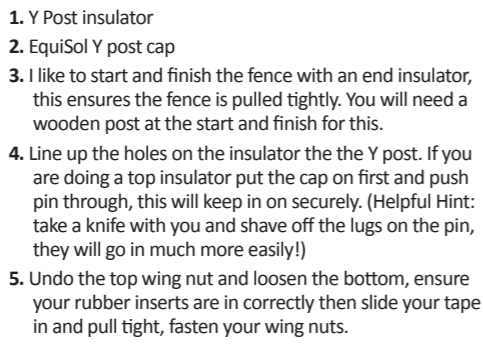 1. Y Post insulator
2. EquiSol Y post cap
3. I like to start and finish the fence with an end insulator,
this ensures the fence is pulled tightly. You will need a
wooden post at the start and finish for this.
4. Line up the holes on the insulator the the Y post. If you
are doing a top insulator put the cap on first and push
pin through, this will keep in on securely. (Helpful Hint:
take a knife with you and shave off the lugs on the pin,
they will go in much more easily!)
5. Undo the top wing nut and loosen the bottom, ensure
your rubber inserts are in correctly then slide your tape
in and pull tight, fasten your wing nuts.